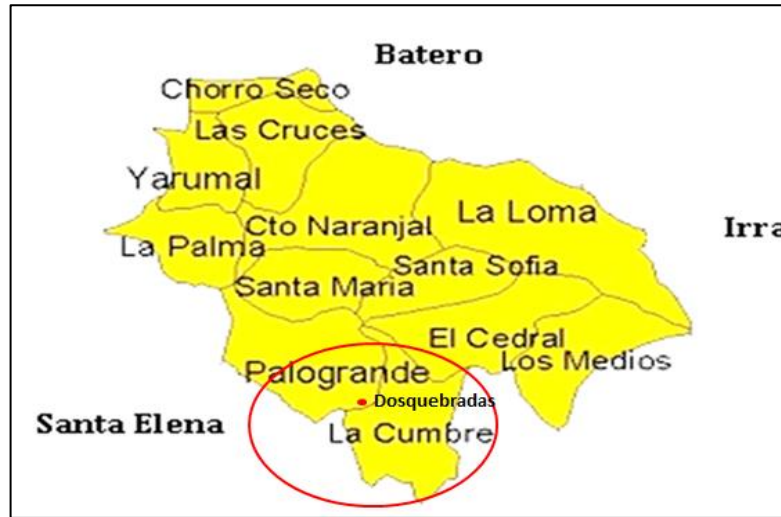 Batero
Chorro Seco
Las Cruces
Yarumal
La Loma
Cto Naranjal
Irra
La Palma
Santa Sofia
Santa Maria
El Cedral
Los Medios
Palogrande
Dosquebradas
Santa Elena
La Cumbre